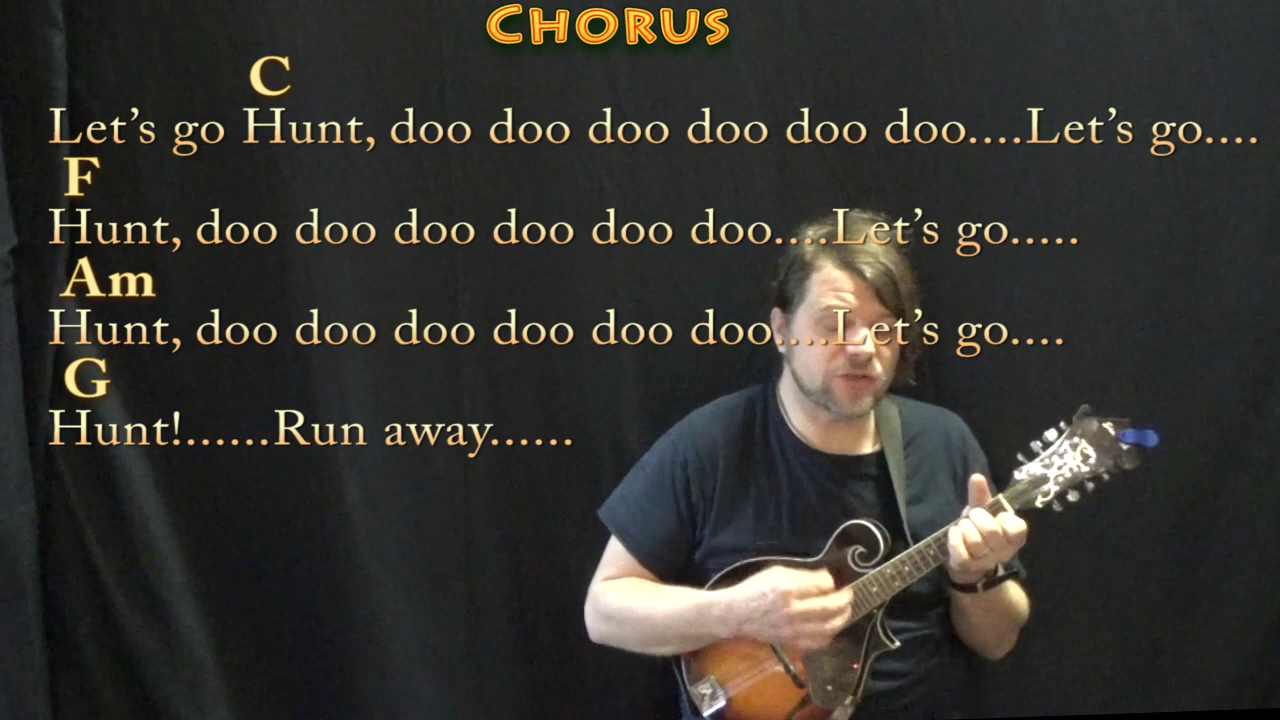 CHORUS
C
Let's go Hunt, doo doo doo doo doo doo....Let's go....
F
Hunt, doo doo doo doo doo doo....Let's go.....
Am
Hunt, doo doo doo doo doo doo....Let's go....
G
Hunt!......Run away......